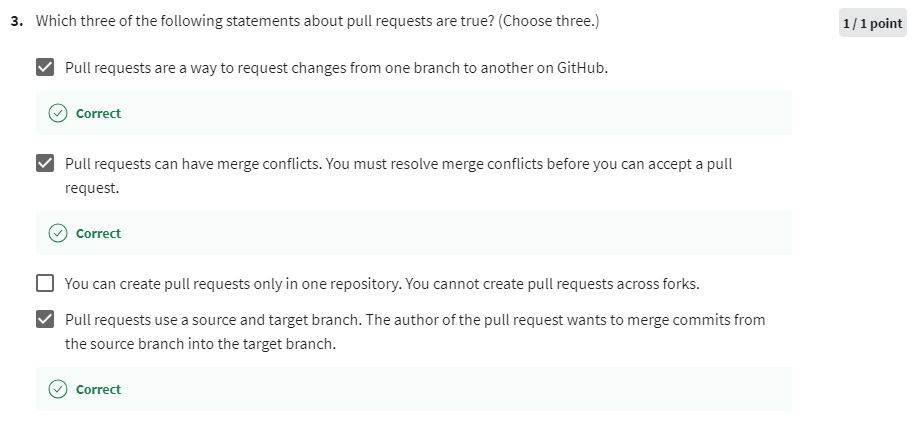 3. Which three of the following statements about pull requests are true? (Choose three.)
1 / 1 point
Pull requests are a way to request changes from one branch to another on GitHub.
Correct
Pull requests can have merge conflicts. You must resolve merge conflicts before you can accept a pull
request.
Correct
You can create pull requests only in one repository. You cannot create pull requests across forks.
Pull requests use a source and target branch. The author of the pull request wants to merge commits from
the source branch into the target branch.
Correct